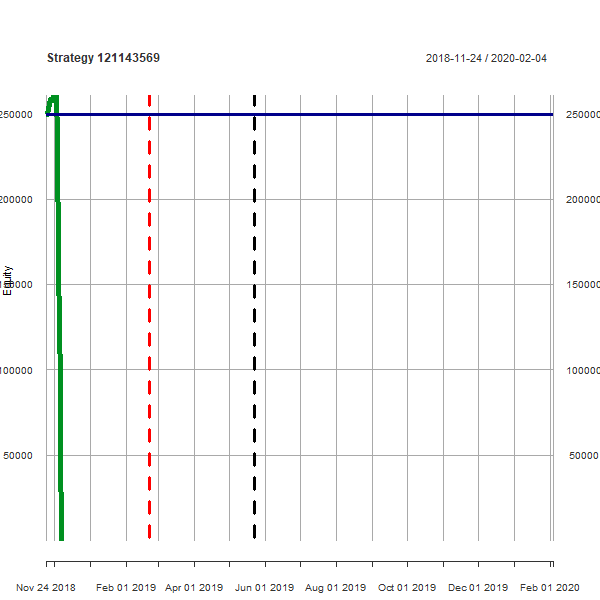 Strategy 121143569
2018-11-24 / 2020-02-04
250000 250000
200000 200000
Equity
150000
100000 100000
50000 50000
Nov 24 2018 Feb 01 2019 Apr 01 2019 Jun 01 2019 Aug 01 2019 Oct 01 2019 Dec 01 2019 Feb 01 2020